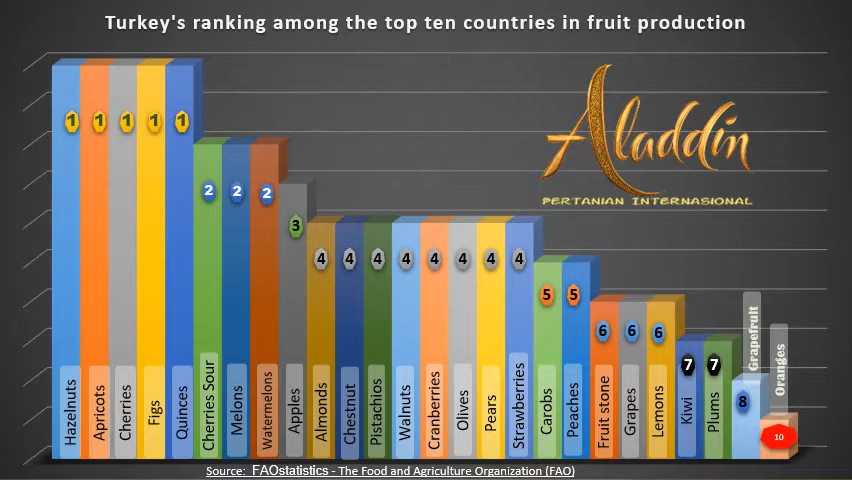 Turkey's ranking among the top ten countries in fruit production
Aladdin
PERTANIAN INTERNASIONAL
1 1 1 1 1
2 2 2
3
4 4 4 4 4 4 4 4
5 5
6 6 6
7 7
8
10
Hazelnuts
Apricots
Cherries
Figs
Quinces
Cherries Sour
Melons
Watermelons
Apples
Almonds
Chestnut
Pistachios
Walnuts
Cranberries
Olives
Pears
Strawberries
Carobs
Peaches
Fruit stone
Grapes
Lemons
Kiwi
Plums
Grapefruit
Oranges
Source: FAOstatistics - The Food and Agriculture Organization (FAO)